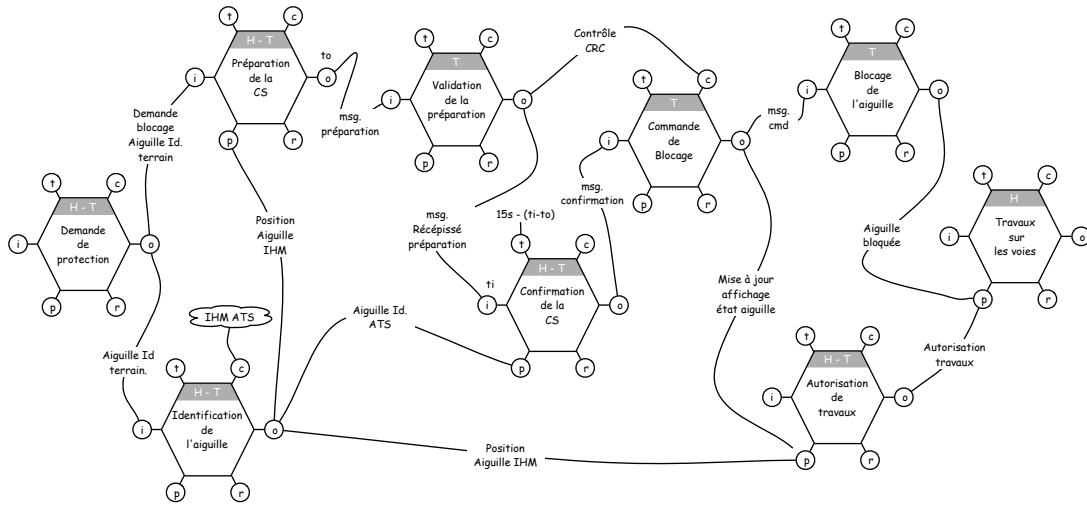 t
c
H - T
Préparation
de la
CS
i
o
p
r
to
msg.
préparation
t
c
T
Validation
de la
préparation
i
o
p
r
Contrôle
CRC
t
c
T
Commande
de
Blocage
i
o
p
r
msg.
cmd
t
c
T
Blocage
de
l'aiguille
i
o
p
r
Demande
blocage
Aiguille Id.
terrain
t
c
H - T
Demande
de
protection
i
o
p
r
Position
Aiguille
IHM
msg.
Récépissé
préparation
msg.
confirmation
15s - (ti-to)
t
c
H - T
Confirmation
de la
CS
ti
i
o
p
r
Aiguille
bloquée
t
c
H
Travaux
sur
les voies
i
o
p
r
Mise à jour
affichage
état aiguille
Autorisation
travaux
Aiguille Id
terrain.
IHM ATS
t
c
H - T
Identification
de
l'aiguille
i
o
p
r
Aiguille Id.
ATS
Position
Aiguille IHM
t
c
H - T
Autorisation
de
travaux
i
o
p
r